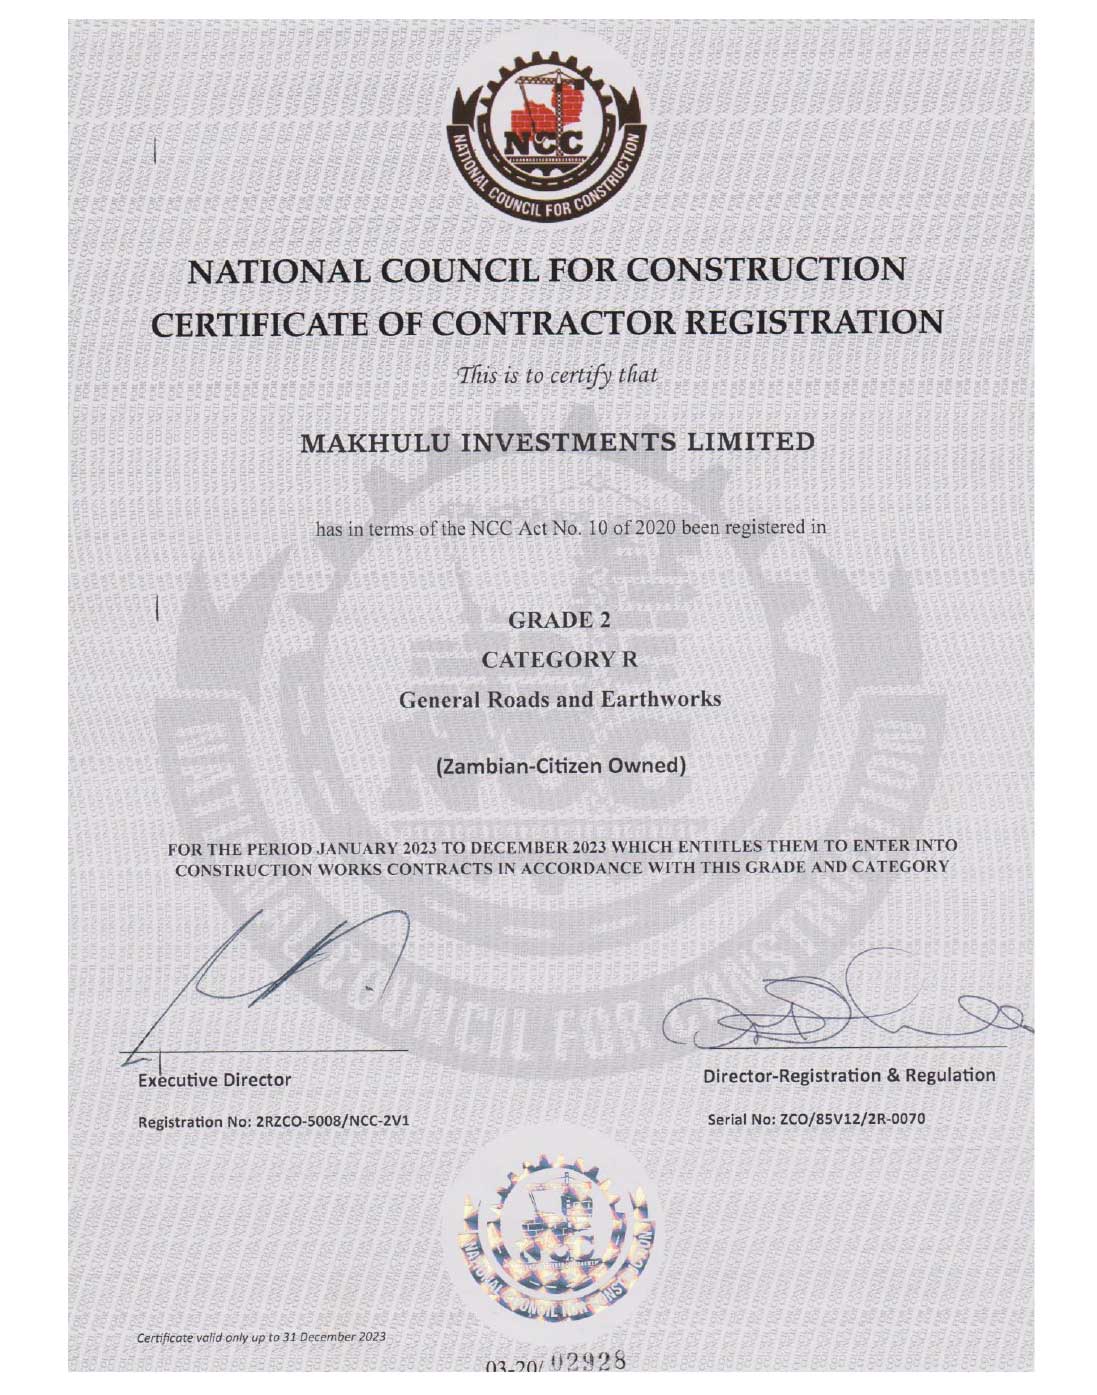 NCC
NATIONAL COUNCIL FOR CONSTRUCTION
NATIONAL COUNCIL FOR CONSTRUCTION
CERTIFICATE OF CONTRACTOR REGISTRATION
This is to certify that
MAKHULU INVESTMENTS LIMITED
has in terms of the NCC Act No. 10 of 2020 been registered in
GRADE 2
CATEGORY R
General Roads and Earthworks
(Zambian-Citizen Owned)
FOR THE PERIOD JANUARY 2023 TO DECEMBER 2023 WHICH ENTITLES THEM TO ENTER INTO
CONSTRUCTION WORKS CONTRACTS IN ACCORDANCE WITH THIS GRADE AND CATEGORY
Executive Director
Director-Registration & Regulation
Registration No: 2RZCO-5008/NCC-2V1
Serial No: ZCO/85V12/2R-0070
NCC
NATIONAL COUNCIL FOR CONSTRUCTION
Certificate valid only up to 31 December 2023
03-20/ 02928